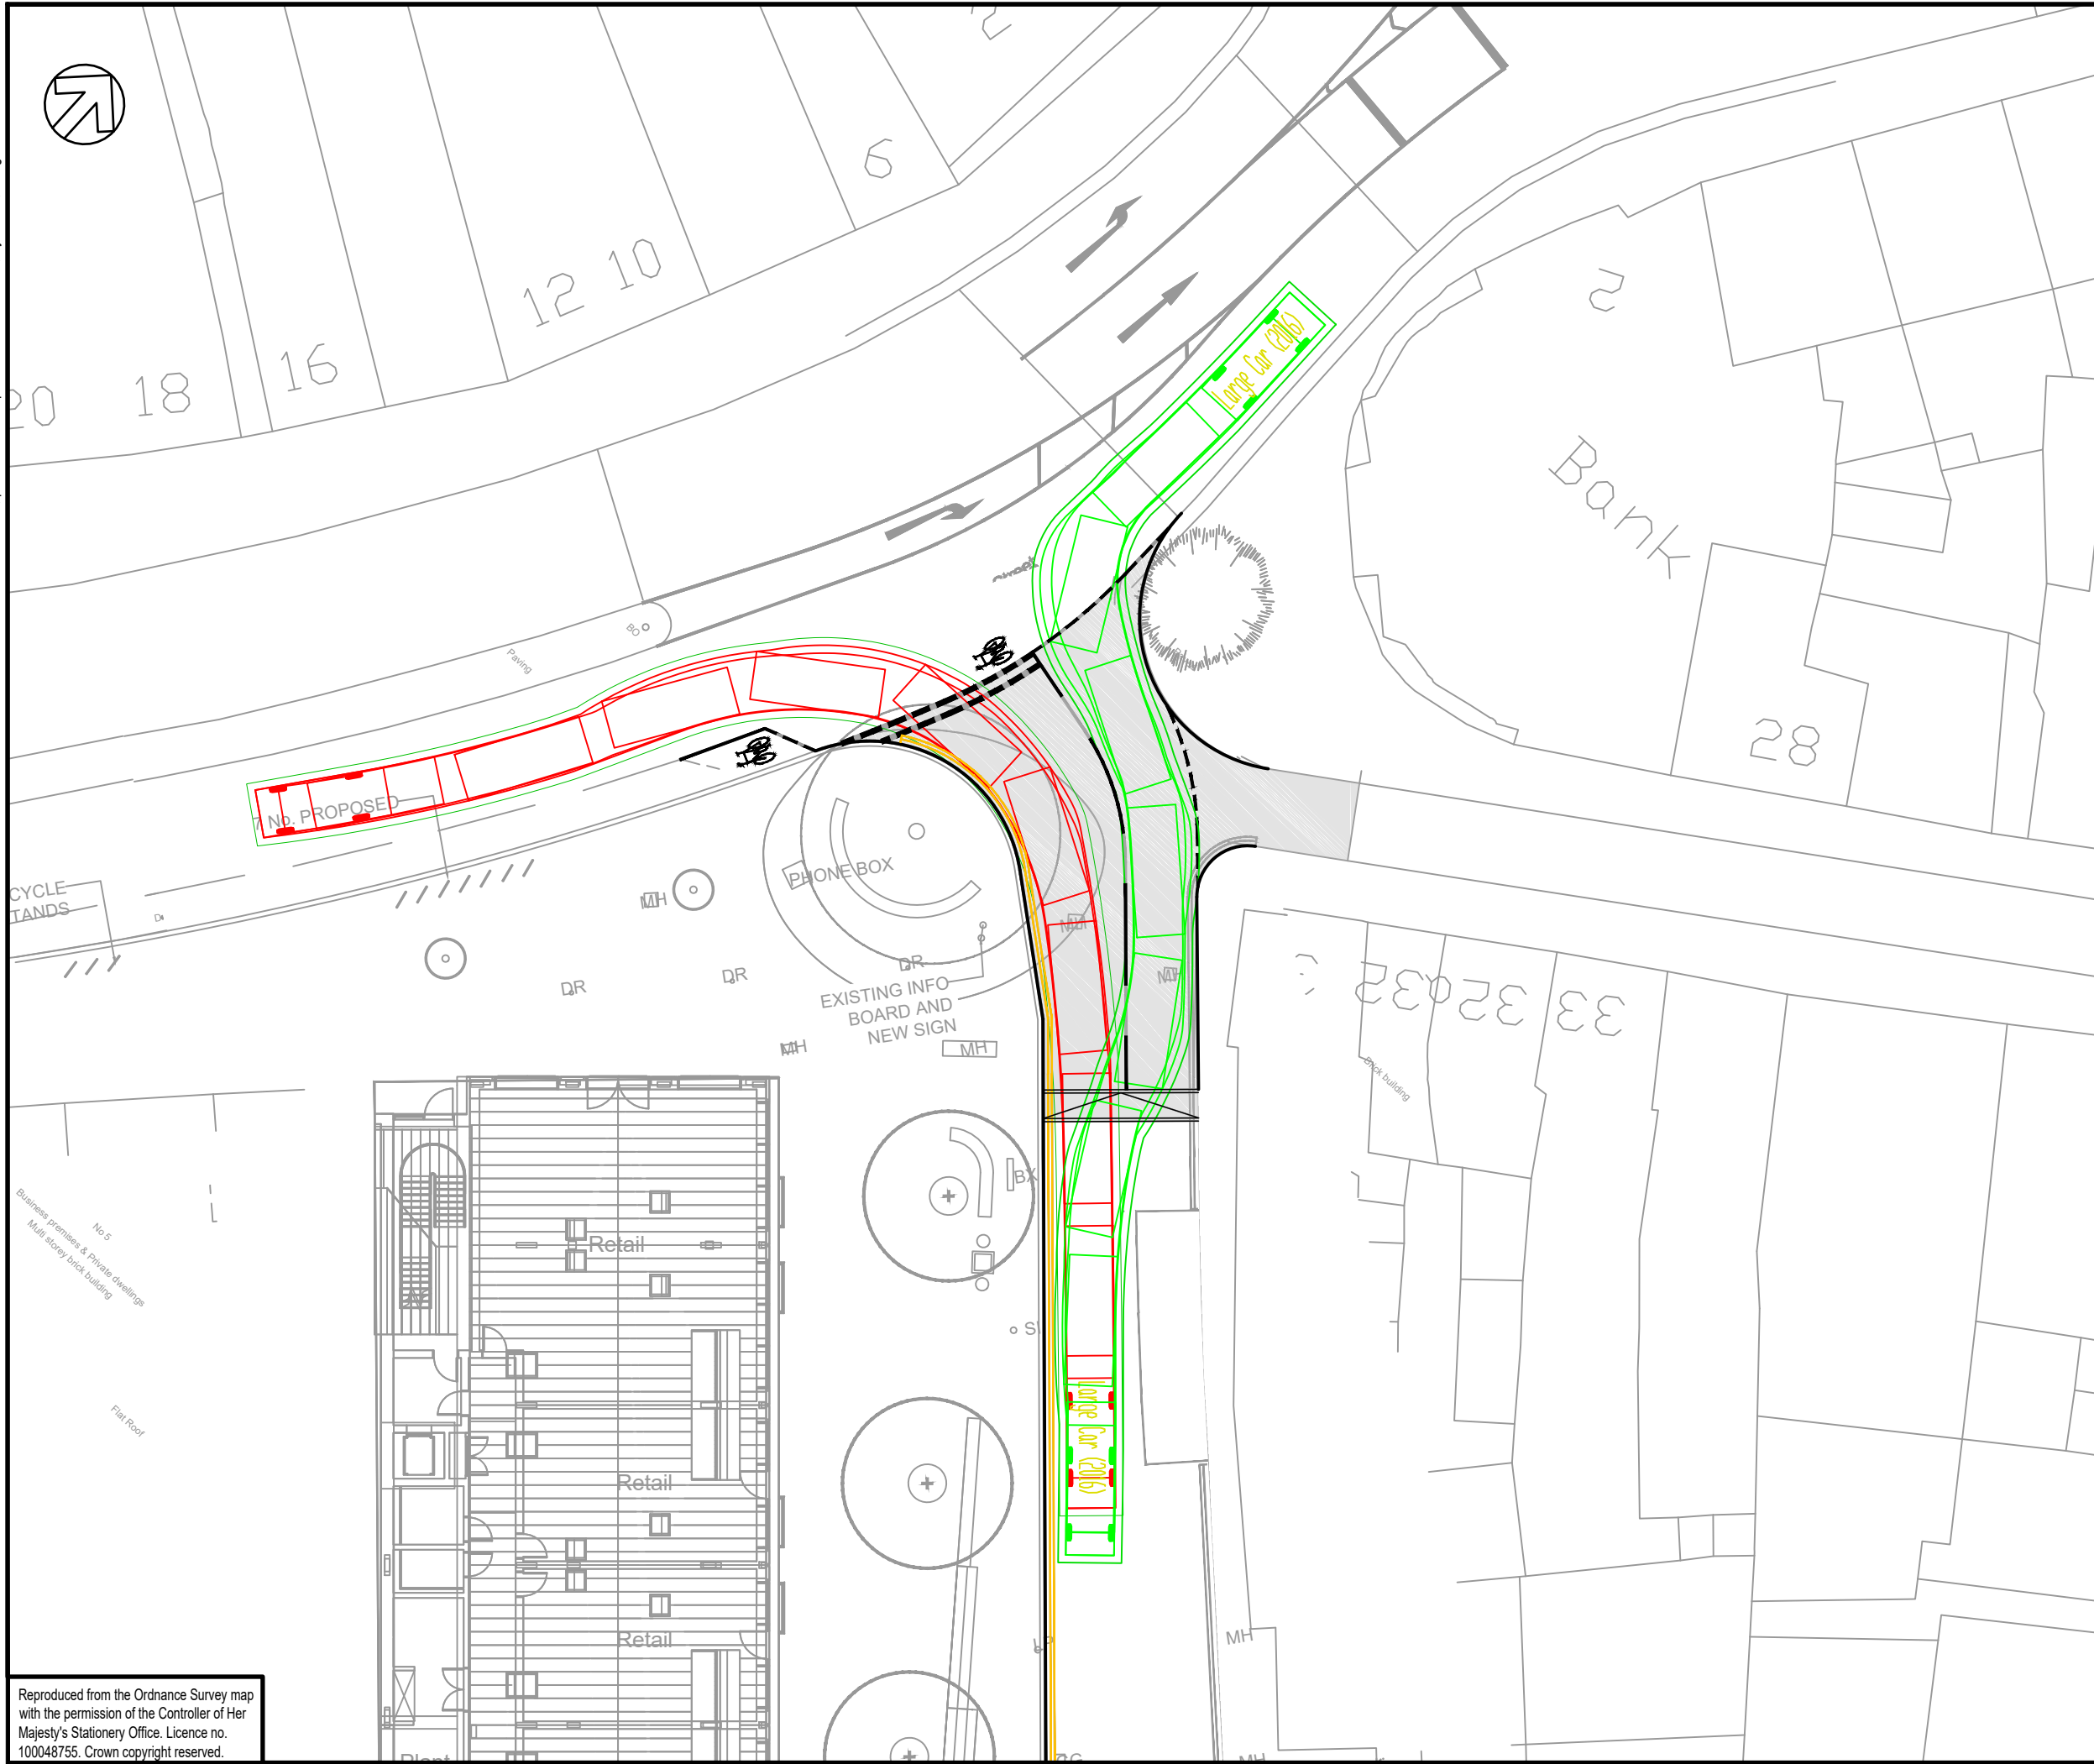 6
12 10
16
18
Large Car (2016)
Bank
28
BO
Paving
7 No. PROPOSED
CYCLE
TANDS
PHONE BOX
MH
MH
MH
DR
DR
DR
EXISTING INFO
BOARD AND
NEW SIGN
MH
MH
Brick building
33
BX
No 5
Business premises & Private dwellings
Multi storey brick building
Flat Roof
Retail
Large Car (2016)
Retail
Retail
MH
MH
Plant
Reproduced from the Ordnance Survey map
with the permission of the Controller of Her
Majesty's Stationery Office. Licence no.
100048755. Crown copyright reserved.